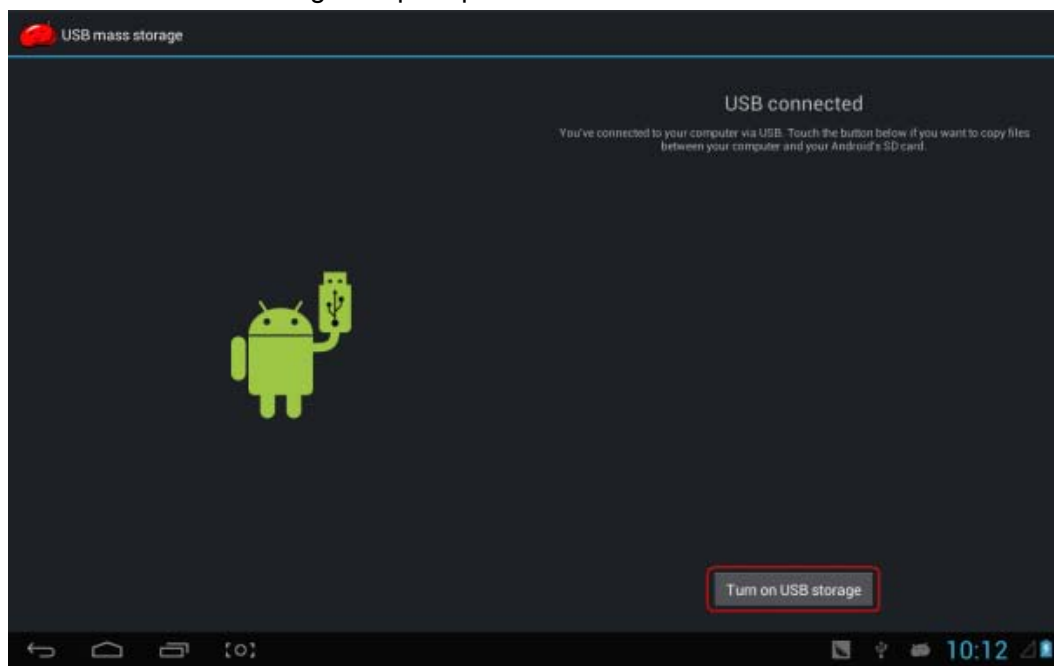 USB mass storage
USB connected
You've connected to your computer via USB. Touch the button below if you want to copy files
between your computer and your Android's SD card.
Turn on USB storage
10:12